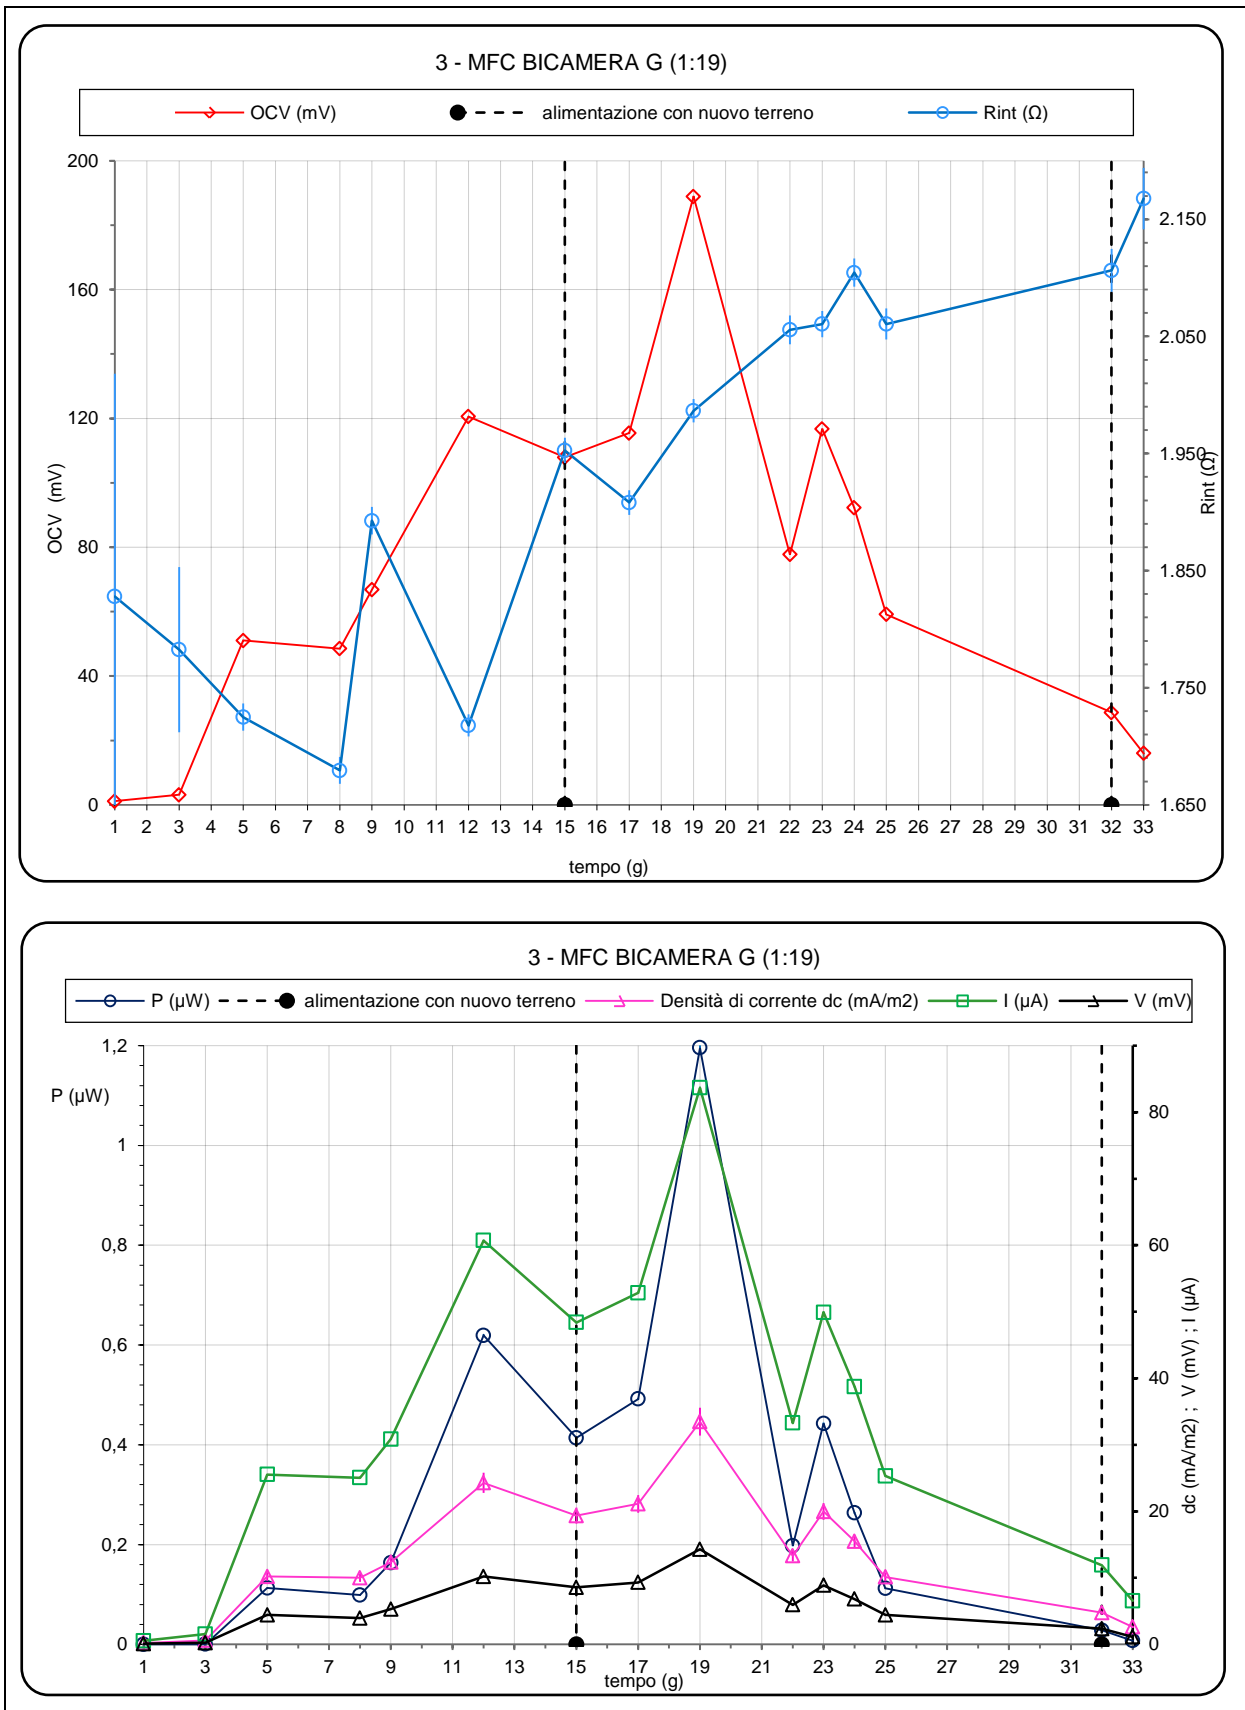 3 - MFC BICAMERA G (1:19)
OCV (mV) alimentazione con nuovo terreno Rint (Ω)
200
160
120
80
40
0
OCV (mV)
2.150
2.050
1.950
1.850
1.750
1.650
Rint (Ω)
1 2 3 4 5 6 7 8 9 10 11 12 13 14 15 16 17 18 19 20 21 22 23 24 25 26 27 28 29 30 31 32 33
tempo (g)
3 - MFC BICAMERA G (1:19)
P (µW) alimentazione con nuovo terreno Densità di corrente dc (mA/m2) I (µA) V (mV)
1,2
1
0,8
0,6
0,4
0,2
0
P (µW)
80
60
40
20
0
dc (mA/m2) ; V (mV) ; I (µA)
1 3 5 7 9 11 13 15 17 19 21 23 25 27 29 31 33
tempo (g)